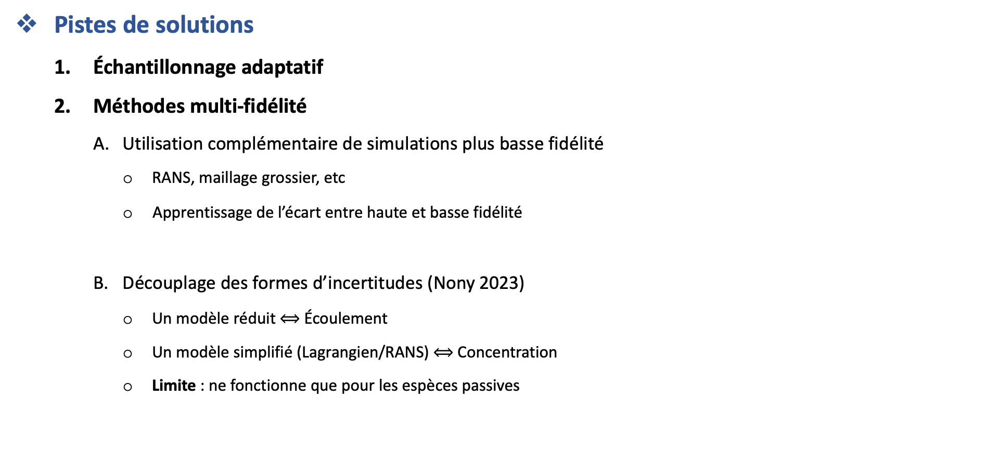 ❖ Pistes de solutions
1. Échantillonnage adaptatif
2. Méthodes multi-fidélité
A. Utilisation complémentaire de simulations plus basse fidélité
o RANS, maillage grossier, etc
o Apprentissage de l’écart entre haute et basse fidélité
B. Découplage des formes d’incertitudes (Nony 2023)
o Un modèle réduit ⟺ Écoulement
o Un modèle simplifié (Lagrangien/RANS) ⟺ Concentration
o Limite : ne fonctionne que pour les espèces passives